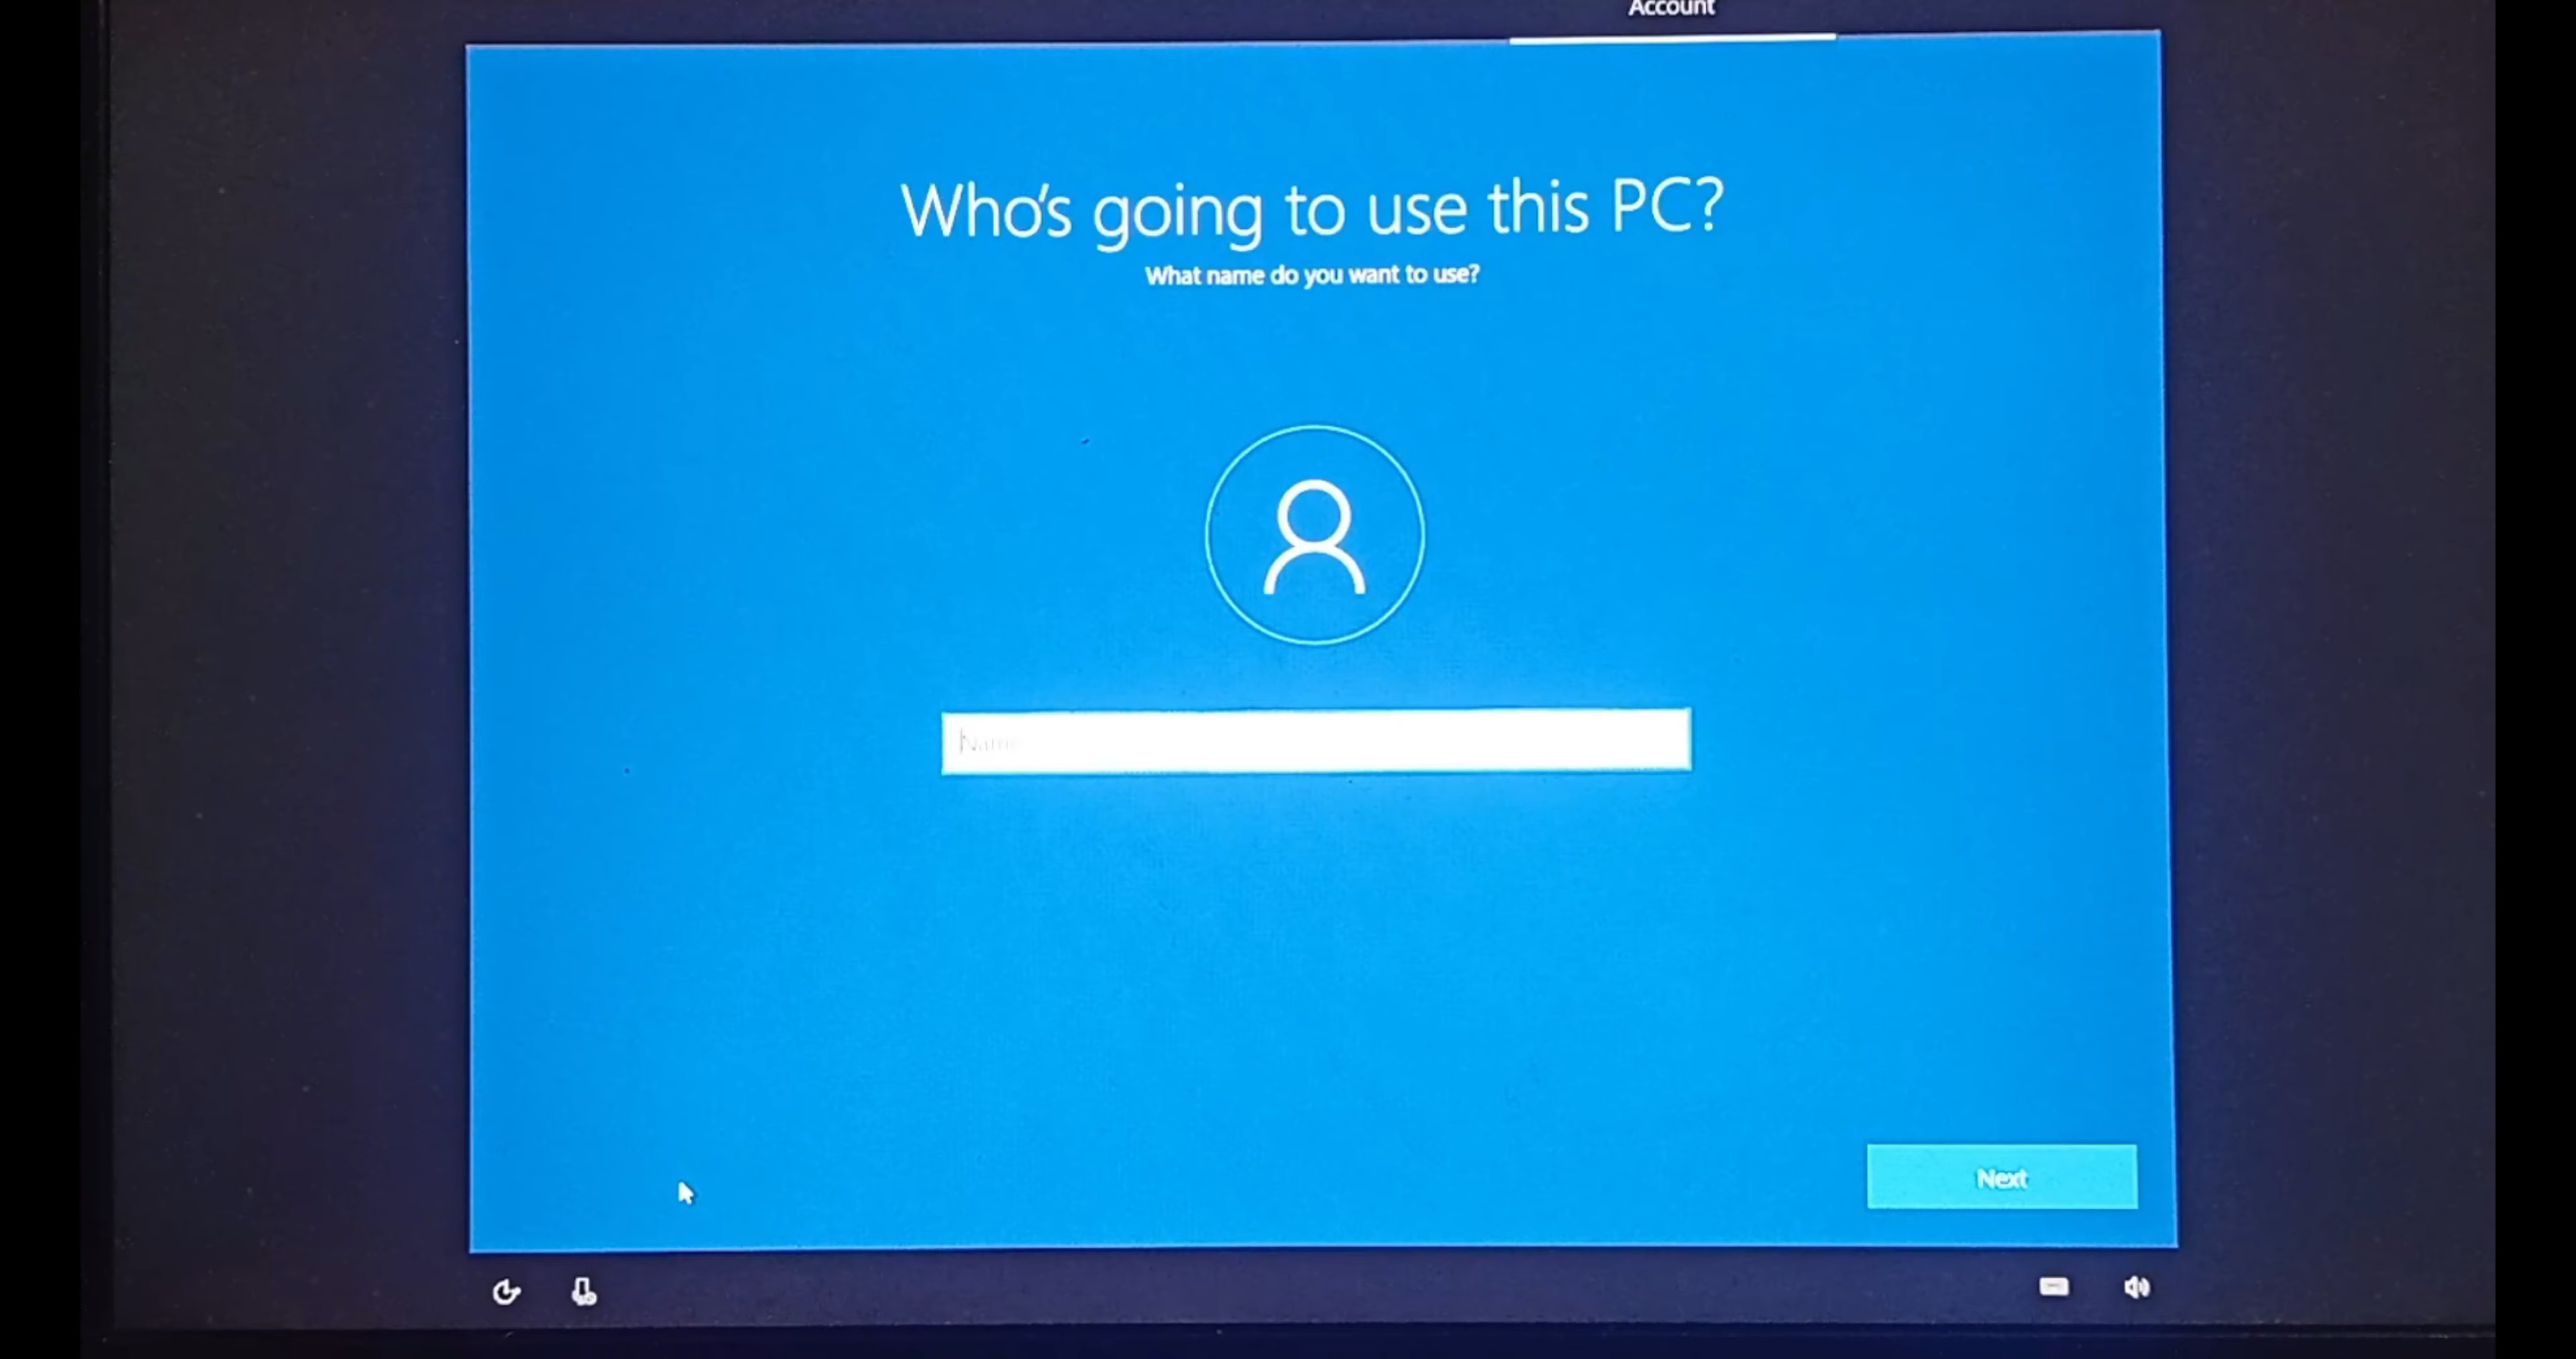 Account
Who's going to use this PC?
What name do you want to use?
Name
Next